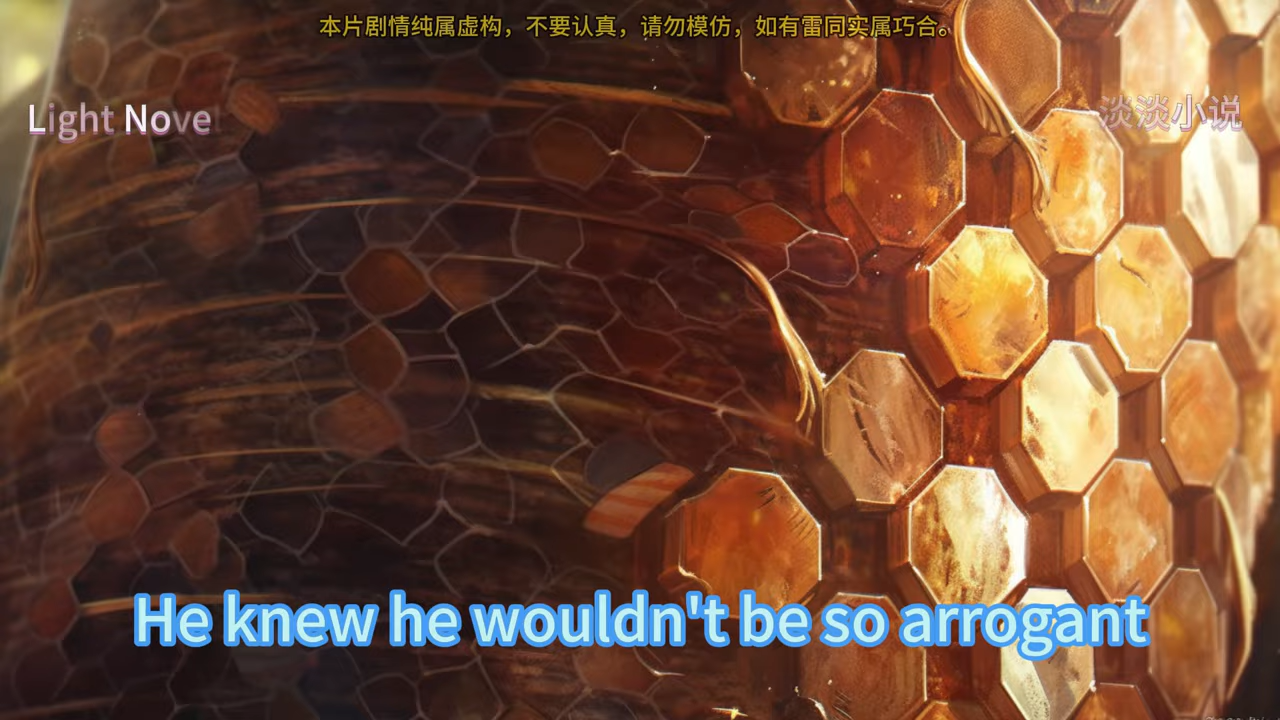 本片剧情纯属虚构，不要认真，请勿模仿，如有雷同实属巧合。
Light Nove
淡淡小说
He knew he wouldn't be so arrogant